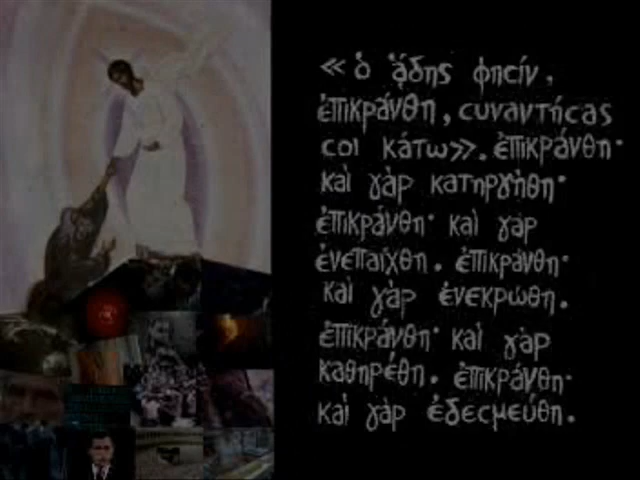 «ὁ ᾅδης φησίν,
ἐπικράνθη, συναντήσας
σοι κάτω». ἐπικράνθη·
καὶ γὰρ κατηργήθη·
ἐπικράνθη· καὶ γὰρ
ἐνεπαίχθη. ἐπικράνθη·
καὶ γὰρ ἐνεκρώθη.
ἐπικράνθη· καὶ γὰρ
καθηρέθη. ἐπικράνθη·
καὶ γὰρ ἐδεσμεύθη.